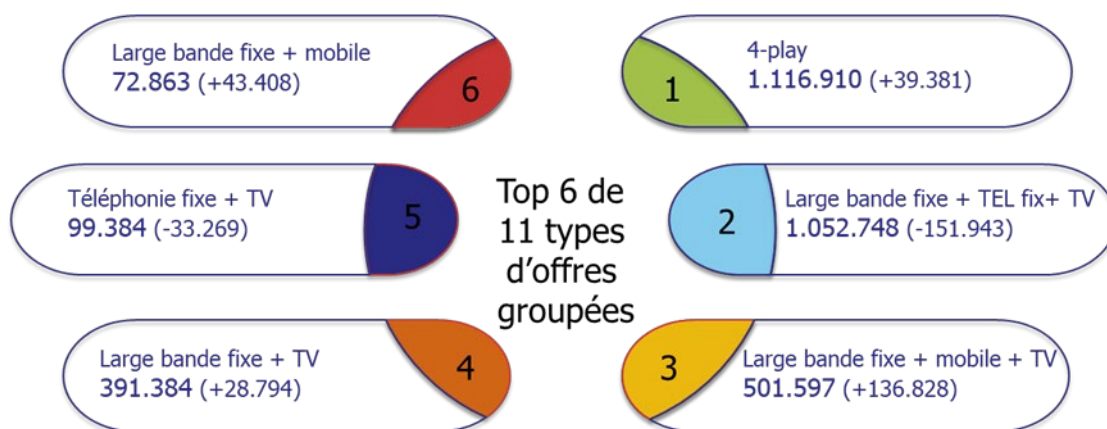 Large bande fixe + mobile
72.863 (+43.408)
6
4-play
1.116.910 (+39.381)
1
Téléphonie fixe + TV
99.384 (-33.269)
5
Top 6 de
11 types
d'offres
groupées
Large bande fixe + TEL fix+ TV
1.052.748 (-151.943)
2
Large bande fixe + TV
391.384 (+28.794)
4
Large bande fixe + mobile + TV
501.597 (+136.828)
3